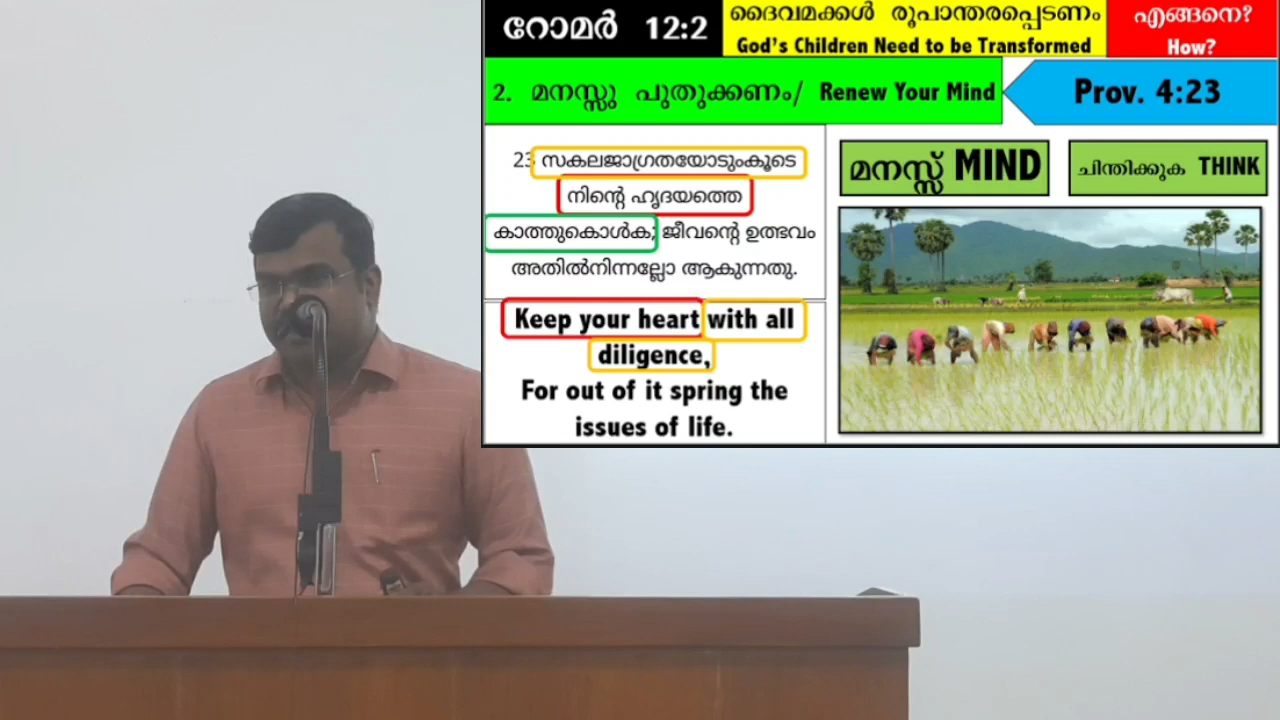 റോമർ 12:2
ദൈവമക്കൾ രൂപാന്തരപ്പെടണം
God's Children Need to be Transformed
എങ്ങനെ?
How?
2. മനസ്സു പുതുക്കണം/ Renew Your Mind
Prov. 4:23
23 സകലജാഗ്രതയോടുംകൂടെ
നിന്റെ ഹൃദയത്തെ
കാത്തുകൊൾക; ജീവന്റെ ഉത്ഭവം
അതിൽനിന്നല്ലോ ആകുന്നതു.
Keep your heart with all
diligence,
For out of it spring the
issues of life.
മനസ്സ് MIND
ചിന്തിക്കുക THINK